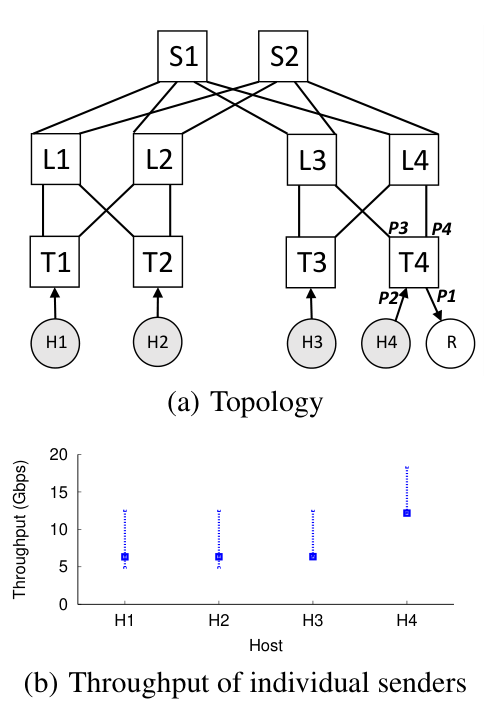 S1 S2
L1 L2 L3 L4
P3 P4
T1 T2 T3 T4
P2 P1
H1 H2 H3 H4 R
(a) Topology
20
15
10
5
0
Throughput (Gbps)
H1 H2 H3 H4
Host
(b) Throughput of individual senders